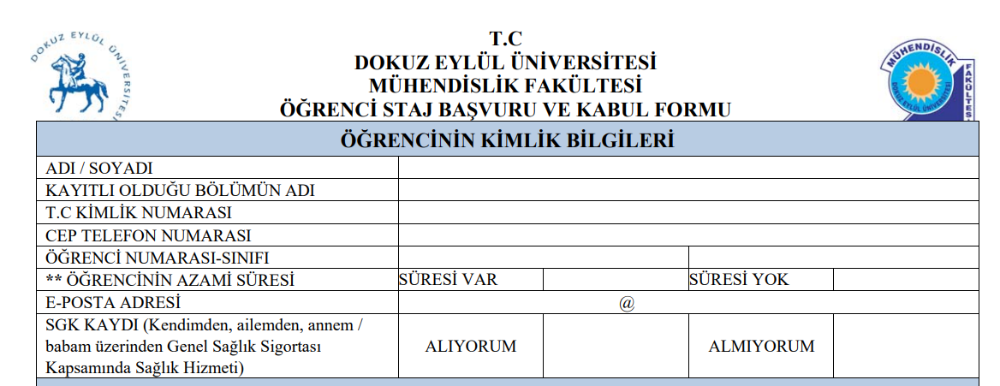 DOKUZ EYLÜL ÜNİVERSİTESİ
T.C
DOKUZ EYLÜL ÜNİVERSİTESİ
MÜHENDİSLİK FAKÜLTESİ
ÖĞRENCİ STAJ BAŞVURU VE KABUL FORMU
MÜHENDİSLİK
FAKÜLTESİ
DOKUZ EYLÜL ÜNİVERSİTESİ
ÖĞRENCİNİN KİMLİK BİLGİLERİ
ADI / SOYADI
KAYITLI OLDUĞU BÖLÜMÜN ADI
T.C KİMLİK NUMARASI
CEP TELEFON NUMARASI
ÖĞRENCİ NUMARASI-SINIFI
** ÖĞRENCİNİN AZAMİ SÜRESİ SÜRESİ VAR SÜRESİ YOK
E-POSTA ADRESİ @
SGK KAYDI (Kendimden, ailemden, annem /
babam üzerinden Genel Sağlık Sigortası
Kapsamında Sağlık Hizmeti)
ALIYORUM ALMIYORUM